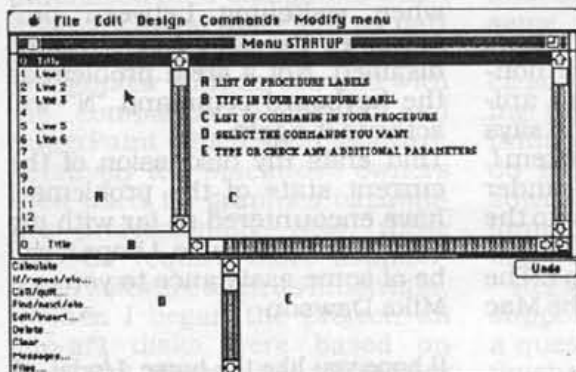 File Edit Design Commands Modify menu
Menu STARTUP
0 Title
1 Line 1
2 Line 2
3 Line 3
4
5 Line 5
6 Line 6
7
8
9
10
11
12
A LIST OF PROCEDURE LABELS
B TYPE IN YOUR PROCEDURE LABEL
C LIST OF COMMANDS IN YOUR PROCEDURE
D SELECT THE COMMANDS YOU WANT
E TYPE OR CHECK ANY ADDITIONAL PARAMETERS
A
C
0 Title B
Calculate
If/repeat/etc...
Call/quit...
Find/next/etc...
Edit/Insert...
Delete
Clear
Messages...
Files...
D
E
Undo